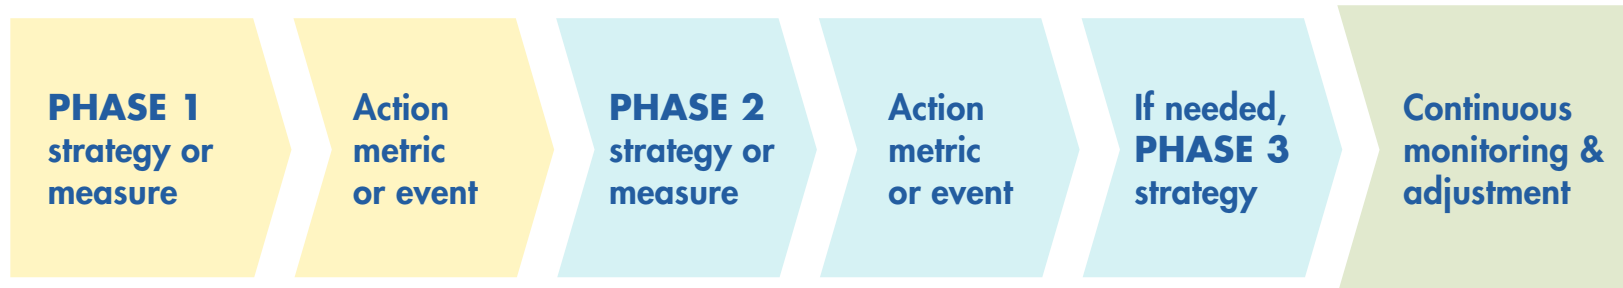 PHASE 1
strategy or
measure
Action
metric
or event
PHASE 2
strategy or
measure
Action
metric
or event
If needed,
PHASE 3
strategy
Continuous
monitoring &
adjustment